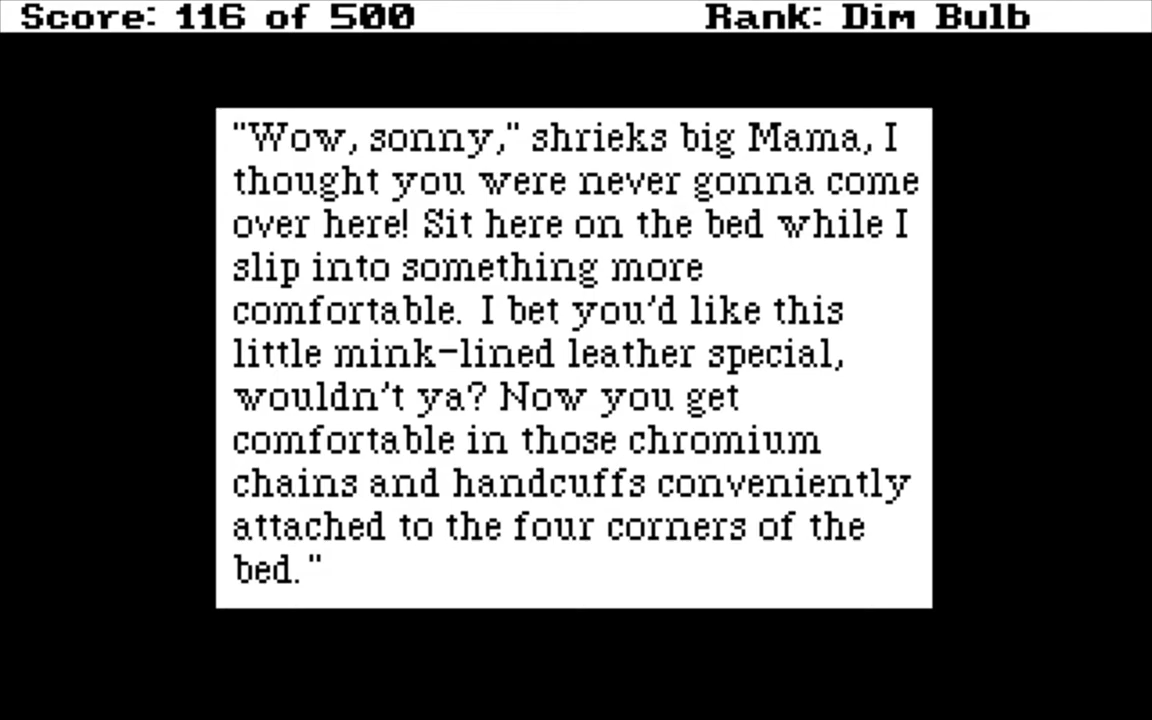 Score: 116 of 500 Rank: Dim Bulb
"Wow, sonny," shrieks big Mama, I
thought you were never gonna come
over here! Sit here on the bed while I
slip into something more
comfortable. I bet you'd like this
little mink-lined leather special,
wouldn't ya? Now you get
comfortable in those chromium
chains and handcuffs conveniently
attached to the four corners of the
bed."